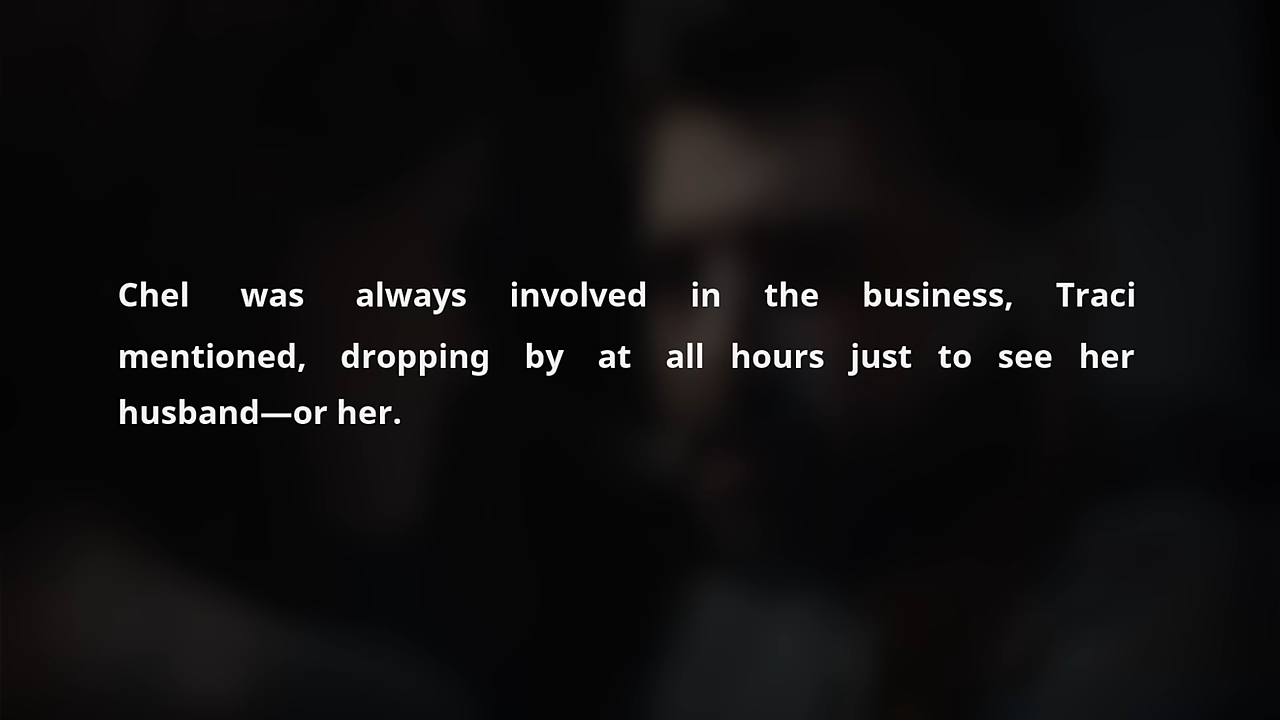 Chel was always involved in the business, Traci
mentioned, dropping by at all hours just to see her
husband—or her.